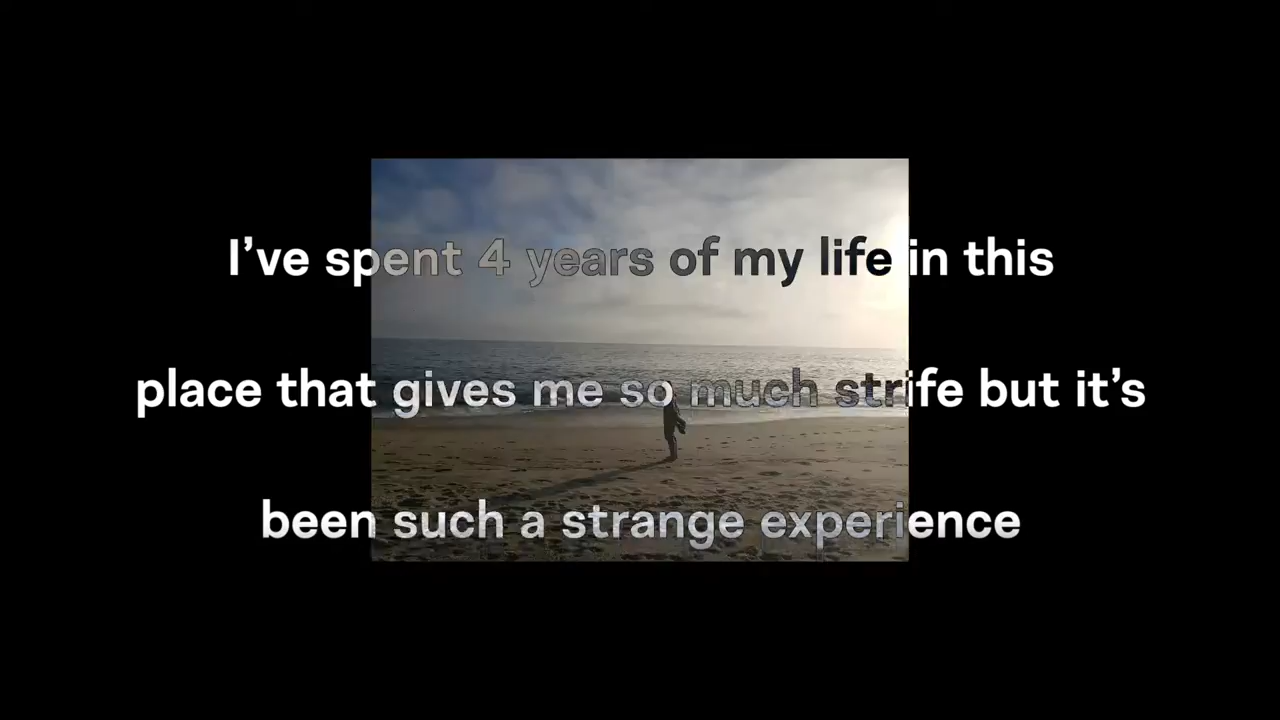 I’ve spent 4 years of my life in this
place that gives me so much strife but it’s
been such a strange experience